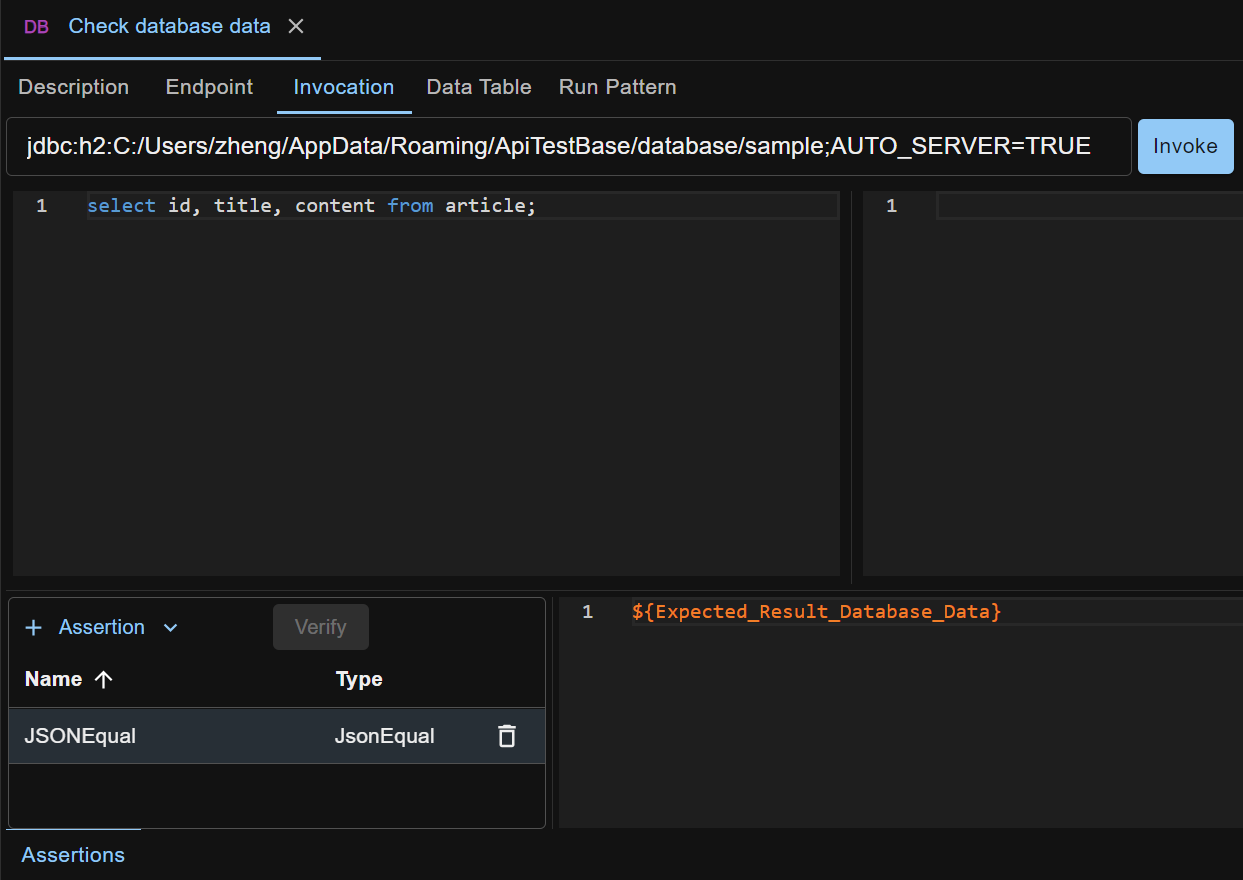 DB Check database data
Description Endpoint Invocation Data Table Run Pattern
jdbc:h2:C:/Users/zheng/AppData/Roaming/ApiTestBase/database/sample;AUTO_SERVER=TRUE Invoke
1 select id, title, content from article; 1
+ Assertion Verify 1 ${Expected_Result_Database_Data}
Name ↑ Type
JSONEqual JsonEqual
Assertions